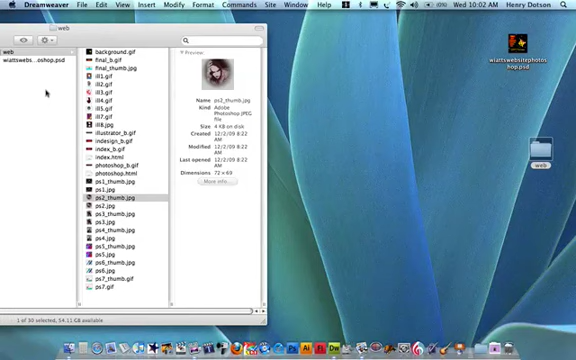 Dreamweaver File Edit View Insert Modify Format Commands Site Window Help Wed 10:02 AM Henry Dotson
web
web
wiattswebs...oshop.psd
background.gif
final_b.gif
final_thumb.jpg
ill1.gif
ill2.gif
ill3.gif
ill4.gif
ill7.gif
ill8.jpg
illustrator_b.gif
indesign_b.gif
index_b.gif
index.html
photoshop_b.gif
photoshop.html
ps1_thumb.jpg
ps1.jpg
ps2_thumb.jpg
ps2.jpg
ps3_thumb.jpg
ps3.jpg
ps4_thumb.jpg
ps4.jpg
ps5_thumb.jpg
ps5.jpg
ps6_thumb.jpg
ps6.jpg
ps7_thumb.gif
ps7.gif
Preview:
Name ps2_thumb.jpg
Kind Adobe
Photoshop JPEG
file
Size 4 KB on disk
Created 12/2/09 8:22
AM
Modified 12/2/09 8:22
AM
Last opened 12/2/09 8:22
AM
Dimensions 72 x 69
More info...
1 of 30 selected, 54.11 GB available
wiattswebsitephotos
hop.psd
web